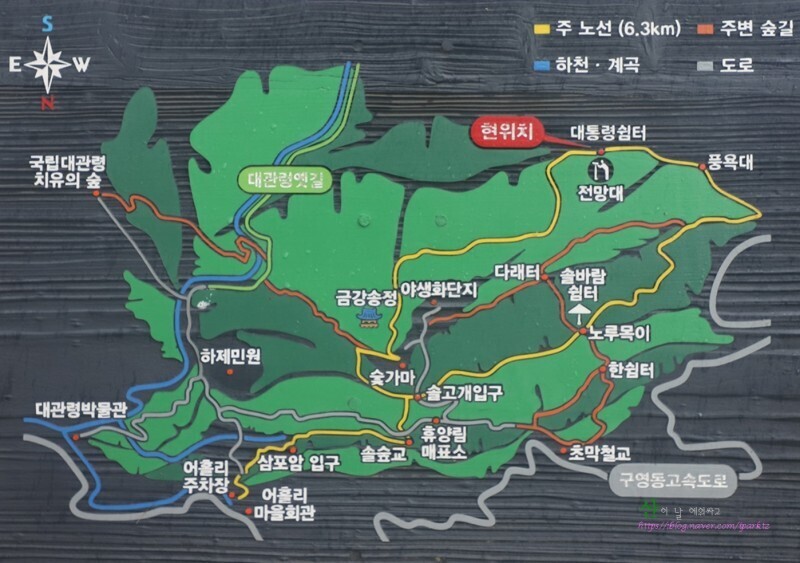 S
E W
N
주 노선 (6.3km)
주변 숲길
하천·계곡
도로
현위치
대통령쉼터
풍욕대
전망대
국립대관령
치유의 숲
대관령옛길
다래터
솔바람
쉼터
금강송정
야생화단지
노루목이
하제민원
숯가마
한쉼터
솔고개입구
대관령박물관
휴양림
매표소
어흘리
주차장
삼포암 입구
솔숲교
초막철교
구영동고속도로
어흘리
마을회관
이 날
http://blog.naver.com/parktz